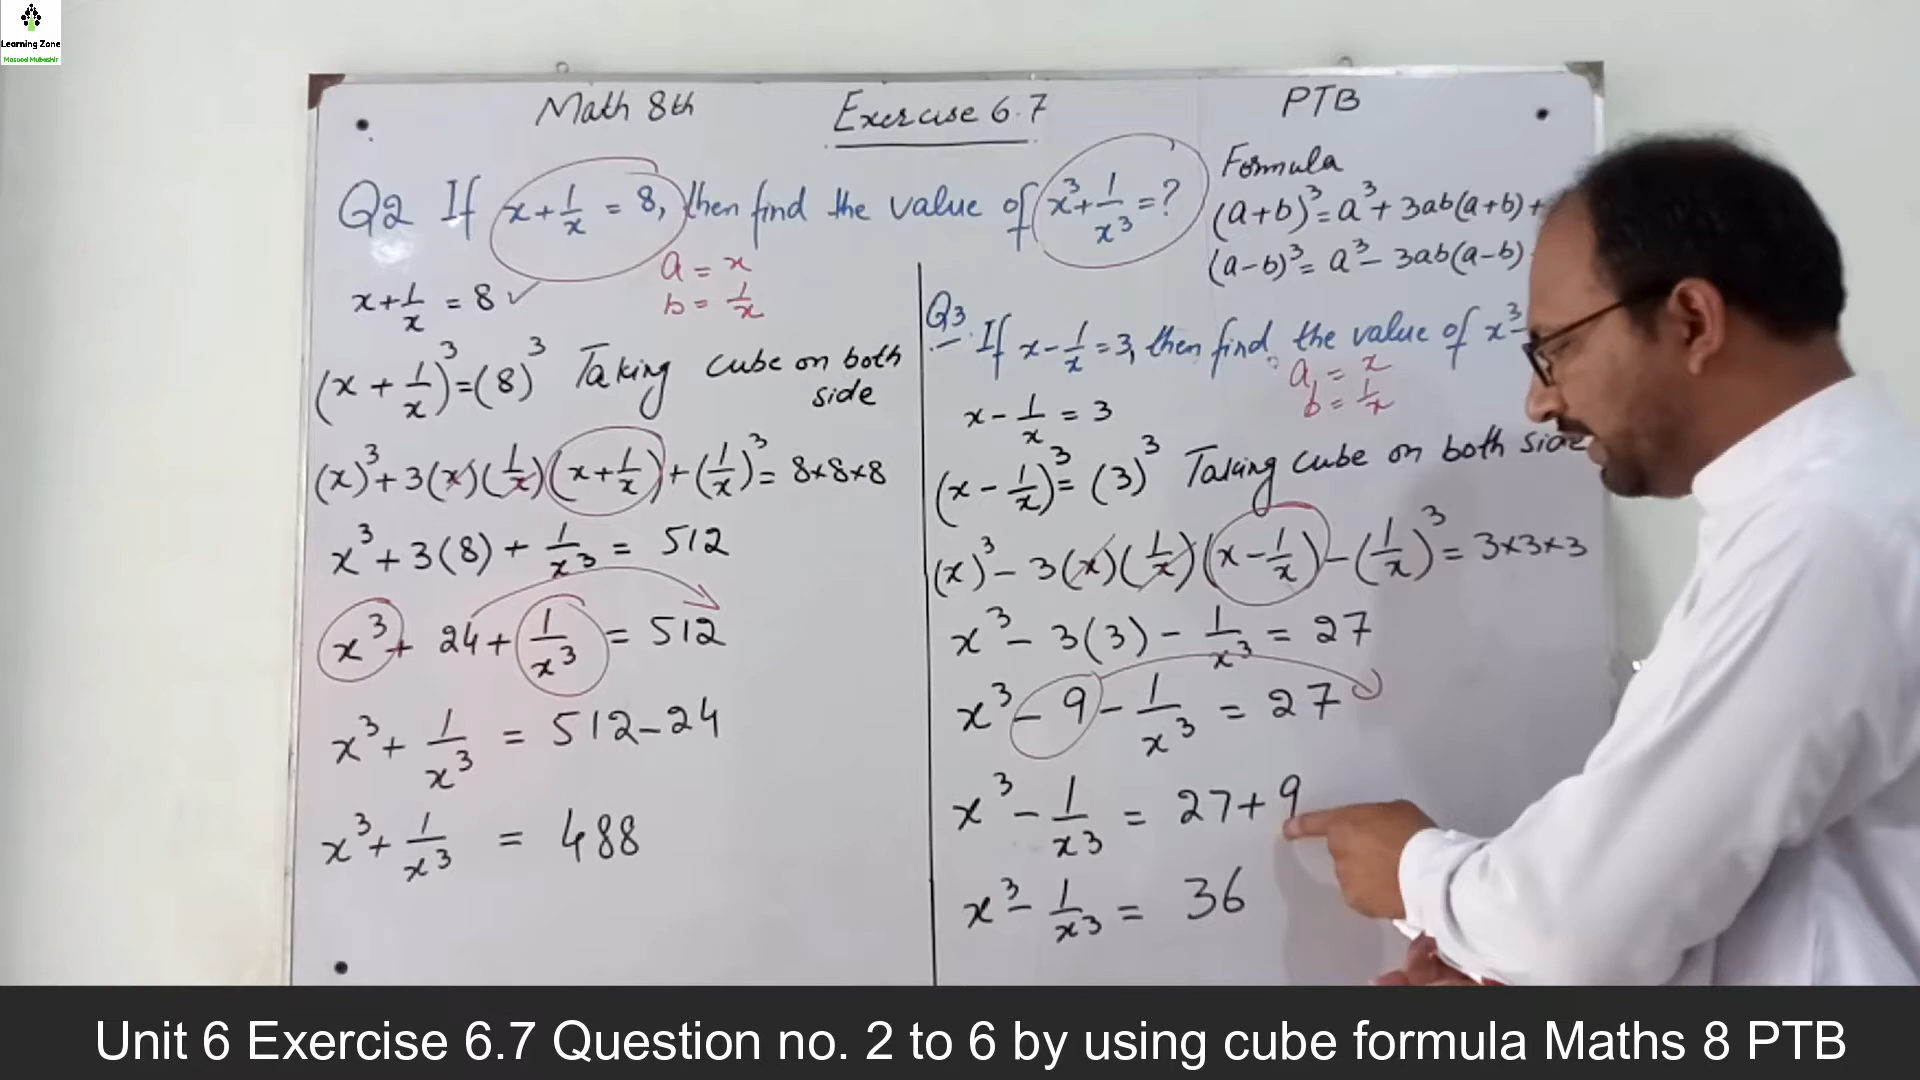 Learning Zone
Masood Mubashir
Math 8th Exercise 6.7 PTB
Q2 If x + 1/x = 8, then find the value of x³ + 1/x³ = ?
Formula
(a+b)³ = a³ + 3ab(a+b) +
(a-b)³ = a³ - 3ab(a-b)
x + 1/x = 8 ✓
a = x
b = 1/x
(x + 1/x)³ = (8)³ Taking cube on both side
(x)³ + 3(x)(1/x)(x + 1/x) + (1/x)³ = 8×8×8
x³ + 3(8) + 1/x³ = 512
x³ + 24 + 1/x³ = 512
x³ + 1/x³ = 512 - 24
x³ + 1/x³ = 488
Q3. If x - 1/x = 3, then find the value of x³ -
a = x
b = 1/x
x - 1/x = 3
(x - 1/x)³ = (3)³ Taking cube on both side
(x)³ - 3(x)(1/x)(x - 1/x) - (1/x)³ = 3×3×3
x³ - 3(3) - 1/x³ = 27
x³ - 9 - 1/x³ = 27
x³ - 1/x³ = 27 + 9
x³ - 1/x³ = 36
Unit 6 Exercise 6.7 Question no. 2 to 6 by using cube formula Maths 8 PTB